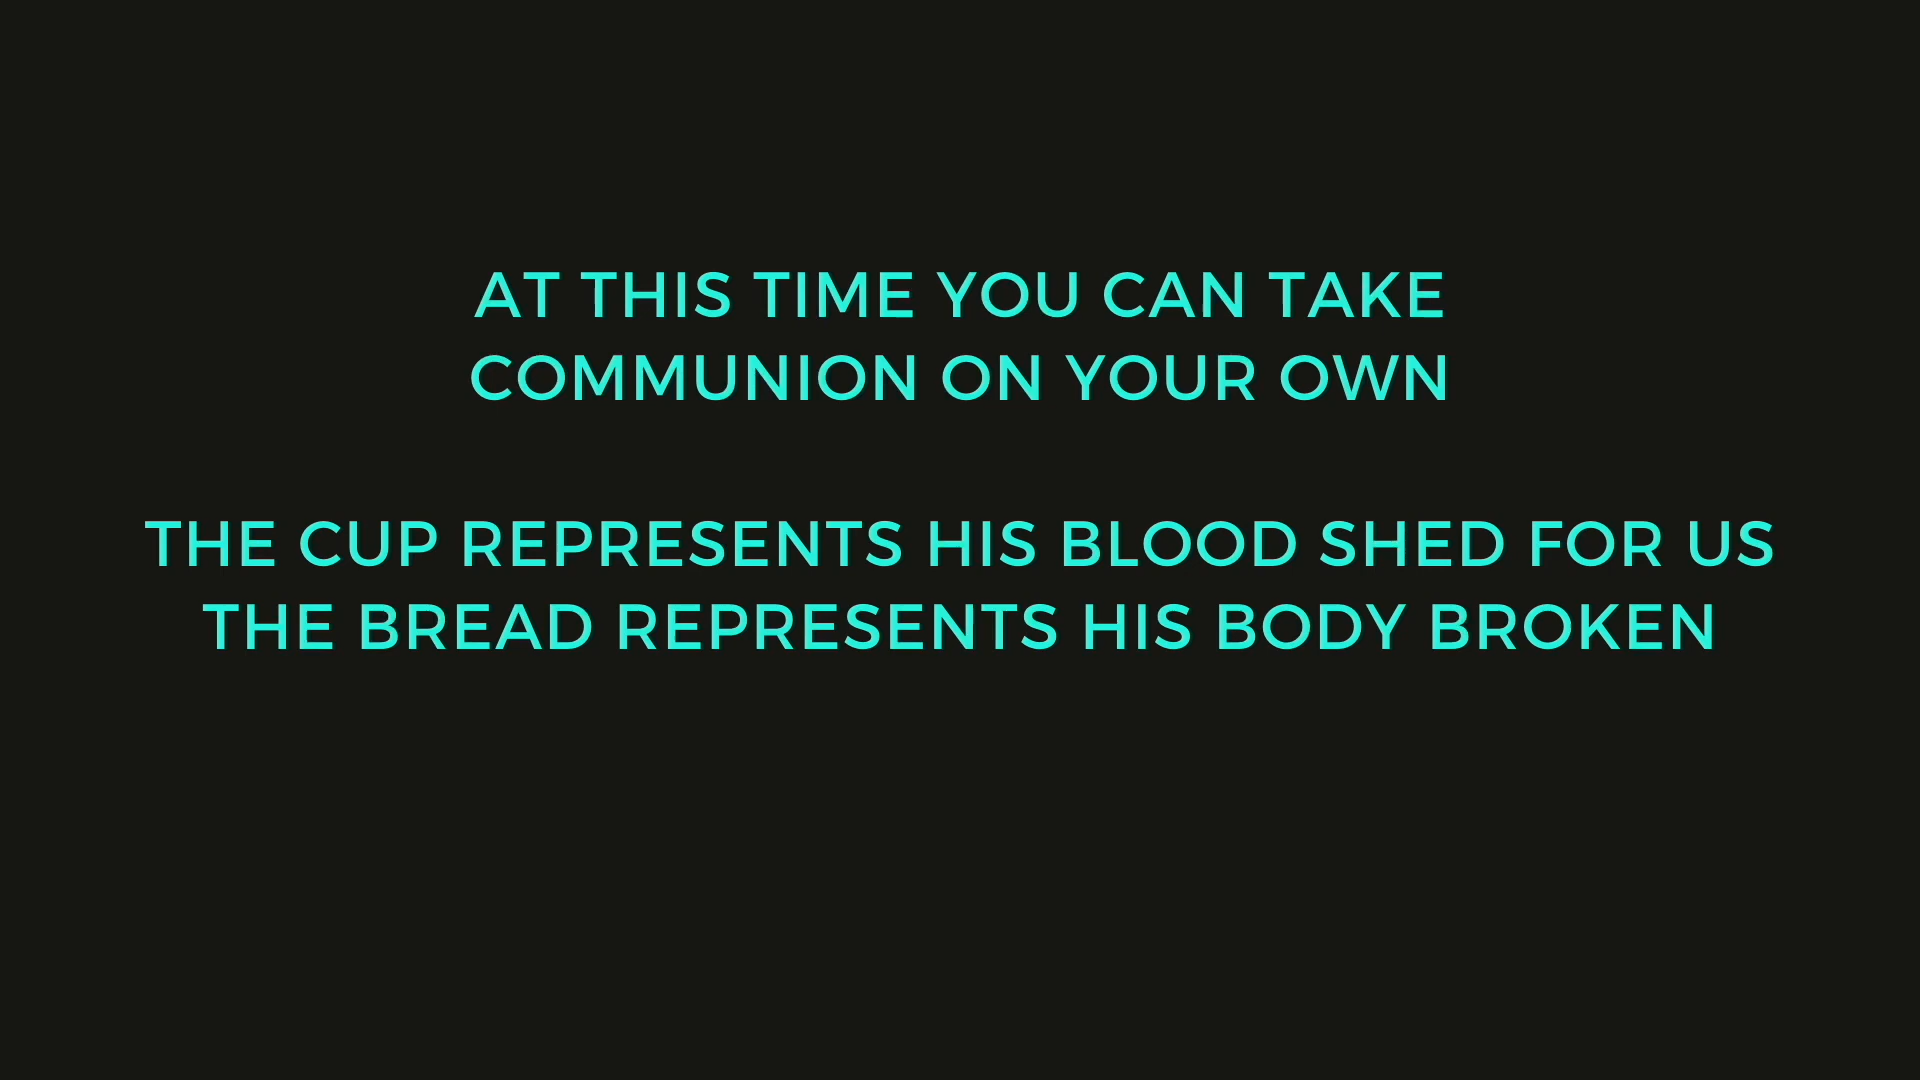 AT THIS TIME YOU CAN TAKE
COMMUNION ON YOUR OWN
THE CUP REPRESENTS HIS BLOOD SHED FOR US
THE BREAD REPRESENTS HIS BODY BROKEN